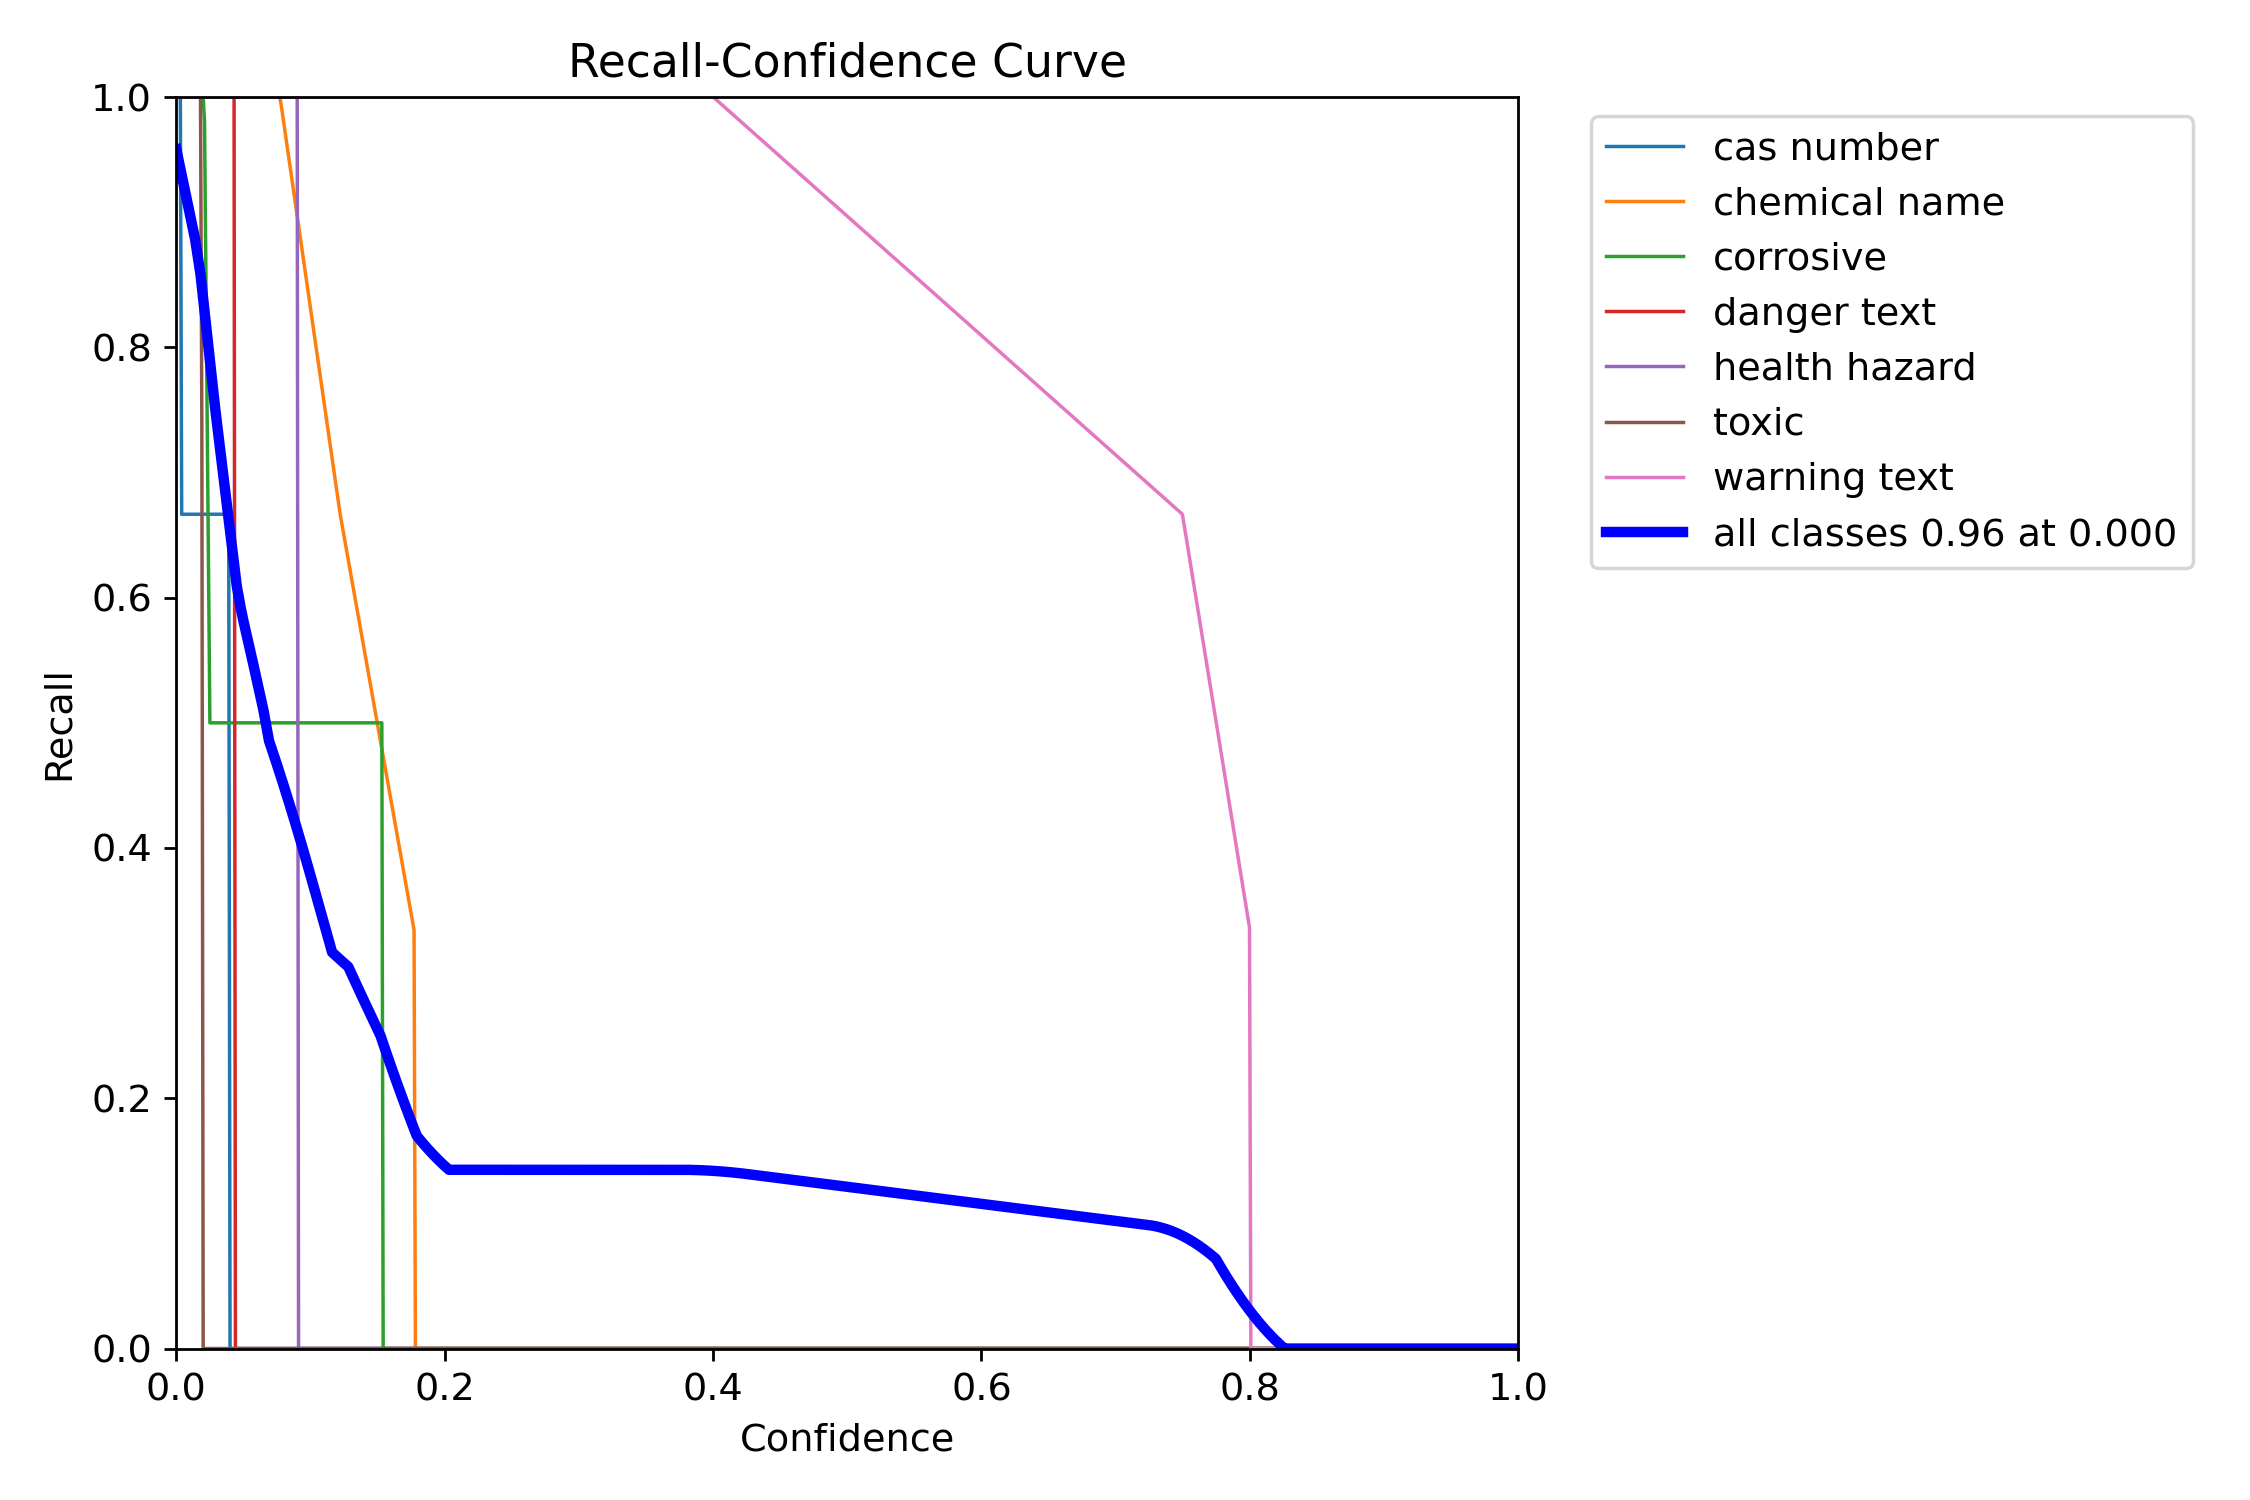 Recall-Confidence Curve
1.0
0.8
0.6
0.4
0.2
0.0
Recall
0.0 0.2 0.4 0.6 0.8 1.0
Confidence
cas number
chemical name
corrosive
danger text
health hazard
toxic
warning text
all classes 0.96 at 0.000